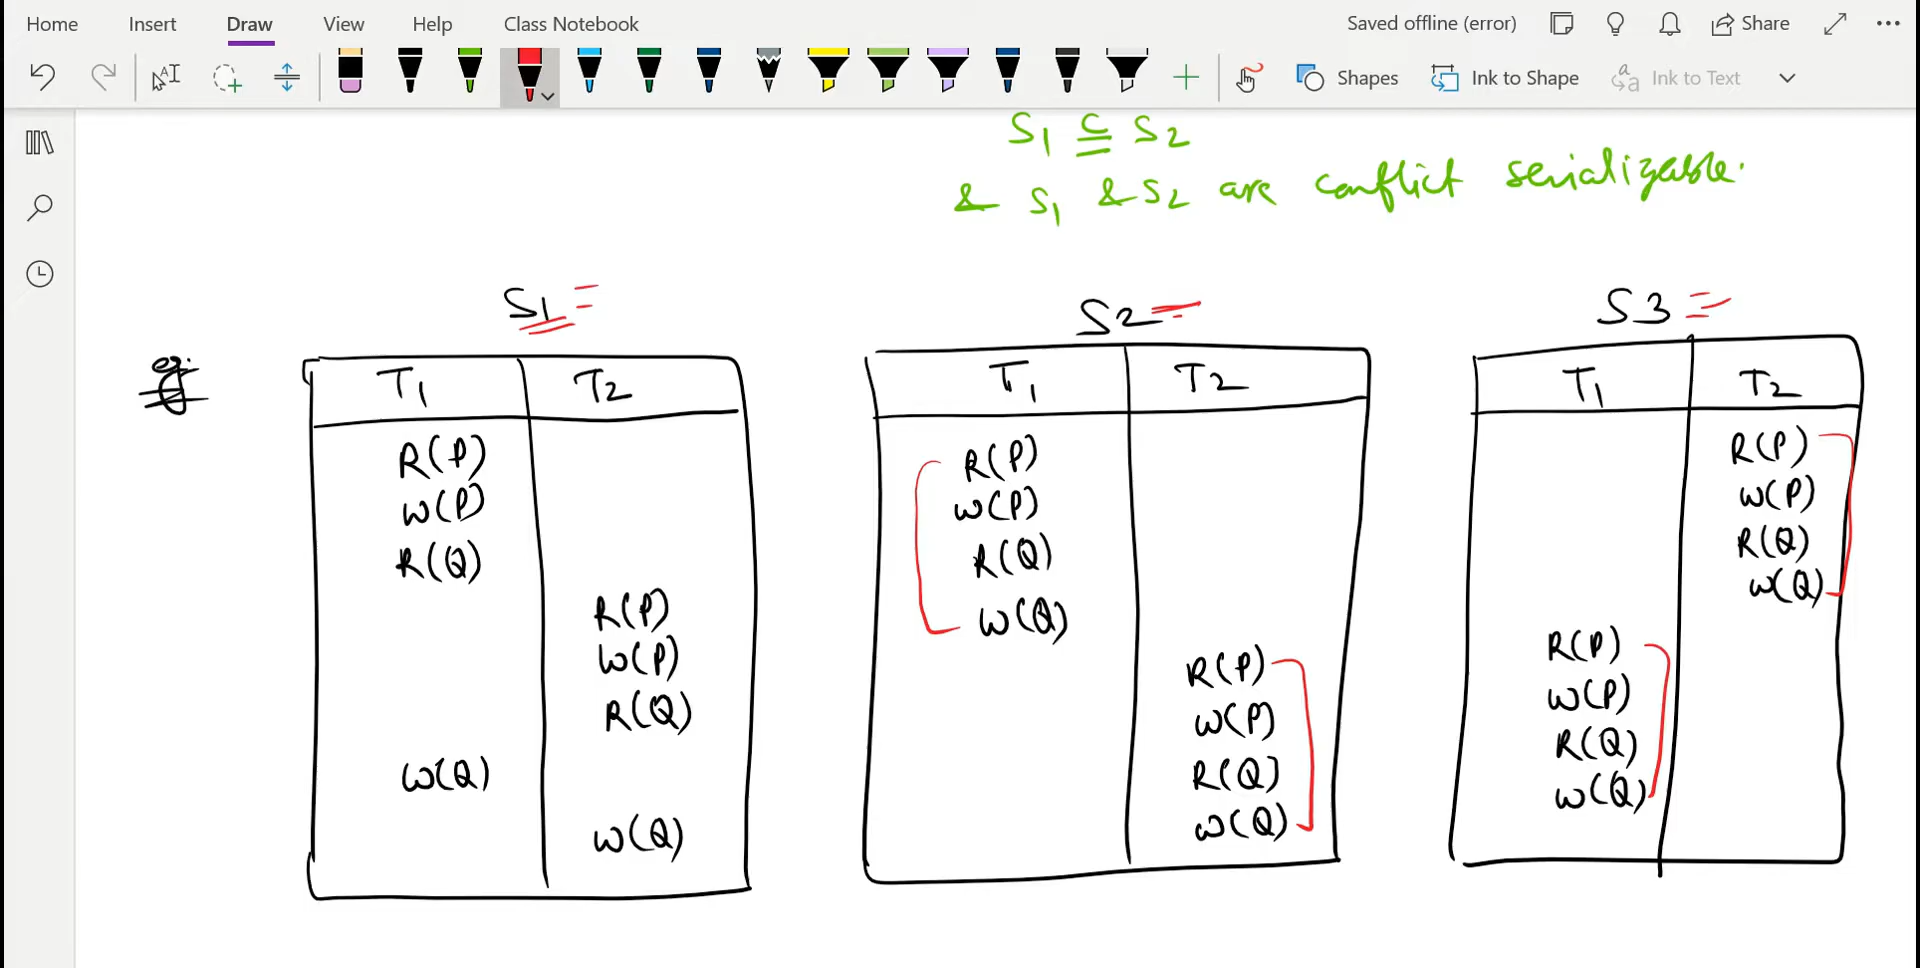 Home Insert Draw View Help Class Notebook Saved offline (error) Share
Shapes Ink to Shape Ink to Text
S1 ⊆ S2
& S1 & S2 are conflict serializable.
eg:
S1
T1 T2
R(P)
W(P)
R(Q)
R(P)
W(P)
R(Q)
W(Q)
W(Q)
S2
T1 T2
R(P)
W(P)
R(Q)
W(Q)
R(P)
W(P)
R(Q)
W(Q)
S3
T1 T2
R(P)
W(P)
R(Q)
W(Q)
R(P)
W(P)
R(Q)
W(Q)